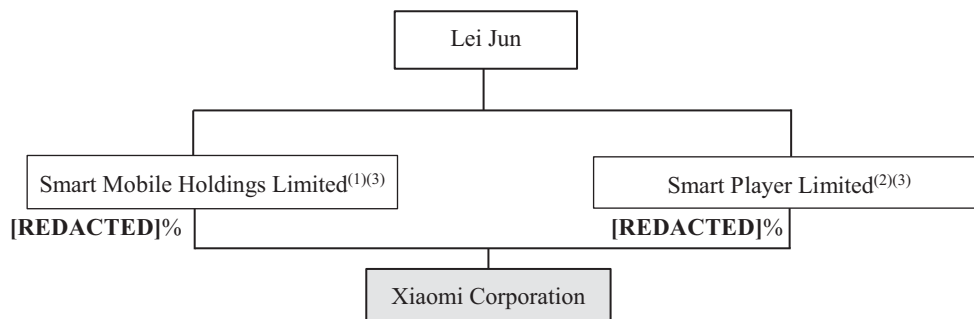 Lei Jun
Smart Mobile Holdings Limited(1)(3)
Smart Player Limited(2)(3)
[REDACTED]%
[REDACTED]%
Xiaomi Corporation